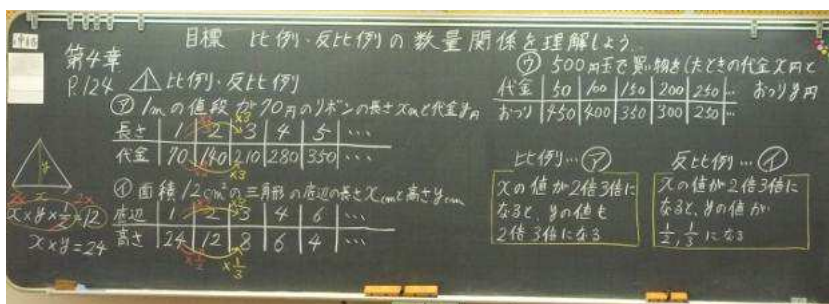 目標 比例・反比例の数量関係を理解しよう
第4章
P.124
比例・反比例
㋐ 1mの値段が70円のリボンの長さxmと代金y円
×2 ×3
長さ 1 2 3 4 5 …
代金 70 140 210 280 350 …
×2 ×3
㋑ 面積12cm²の三角形の底辺の長さxcmと高さycm
×2 ×3
底辺 1 2 3 4 6 …
高さ 24 12 8 6 4 …
×1/2 ×1/3
y
x
x×y×1/2=12
x×y=24
㋒ 500円玉で買い物をしたときの代金x円と
おつりy円
代金 50 100 150 200 250 …
おつり 450 400 350 300 250 …
比例…㋐
xの値が2倍3倍に
なると、yの値も
2倍3倍になる
反比例…㋑
xの値が2倍3倍に
なると、yの値が
1/2, 1/3 になる